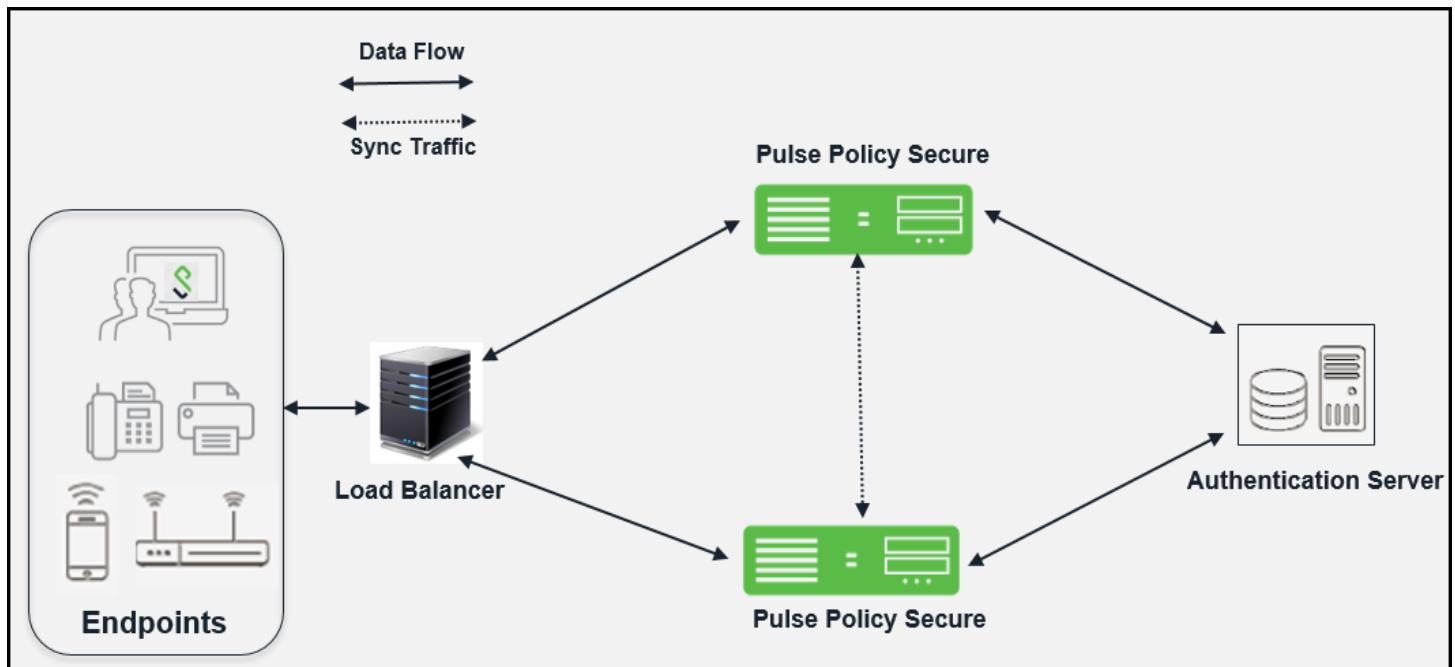 Data Flow
Sync Traffic
Pulse Policy Secure
Load Balancer
Authentication Server
Pulse Policy Secure
Endpoints